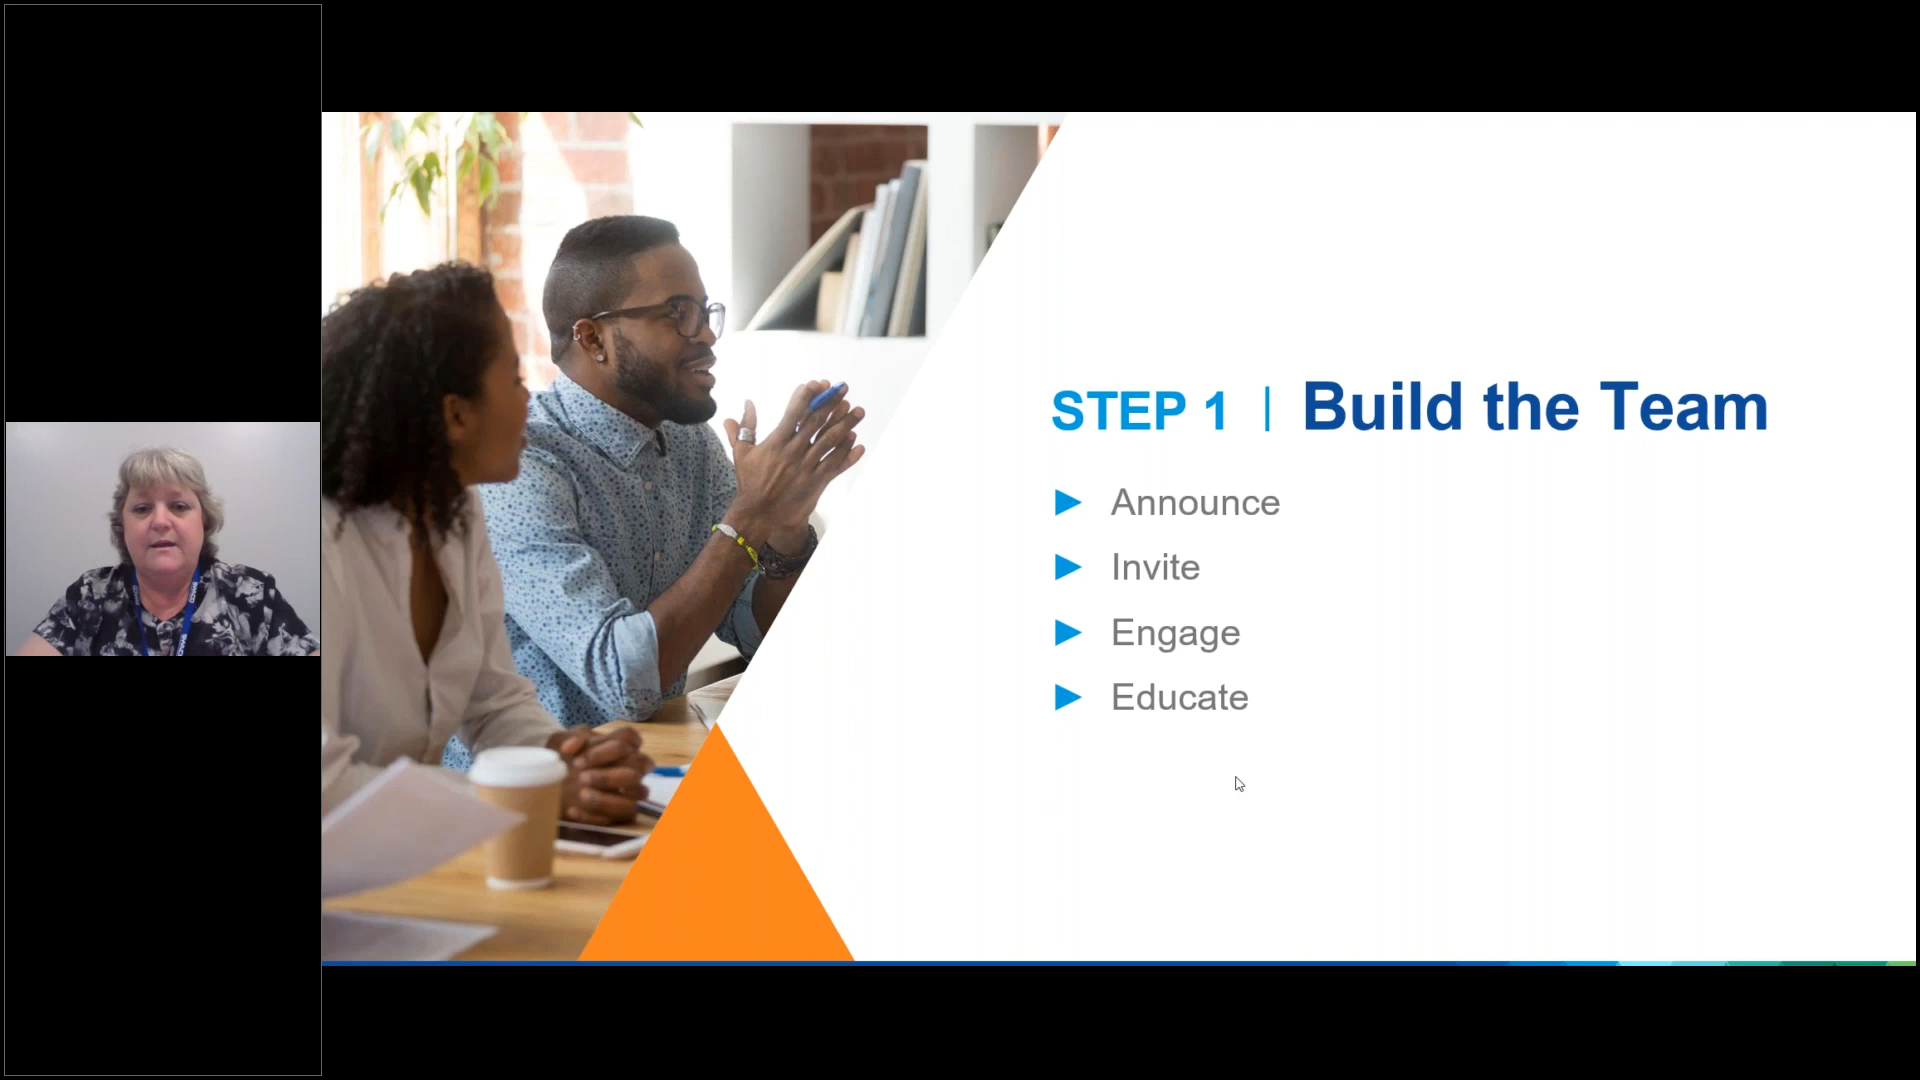 STEP 1 | Build the Team
Announce
Invite
Engage
Educate